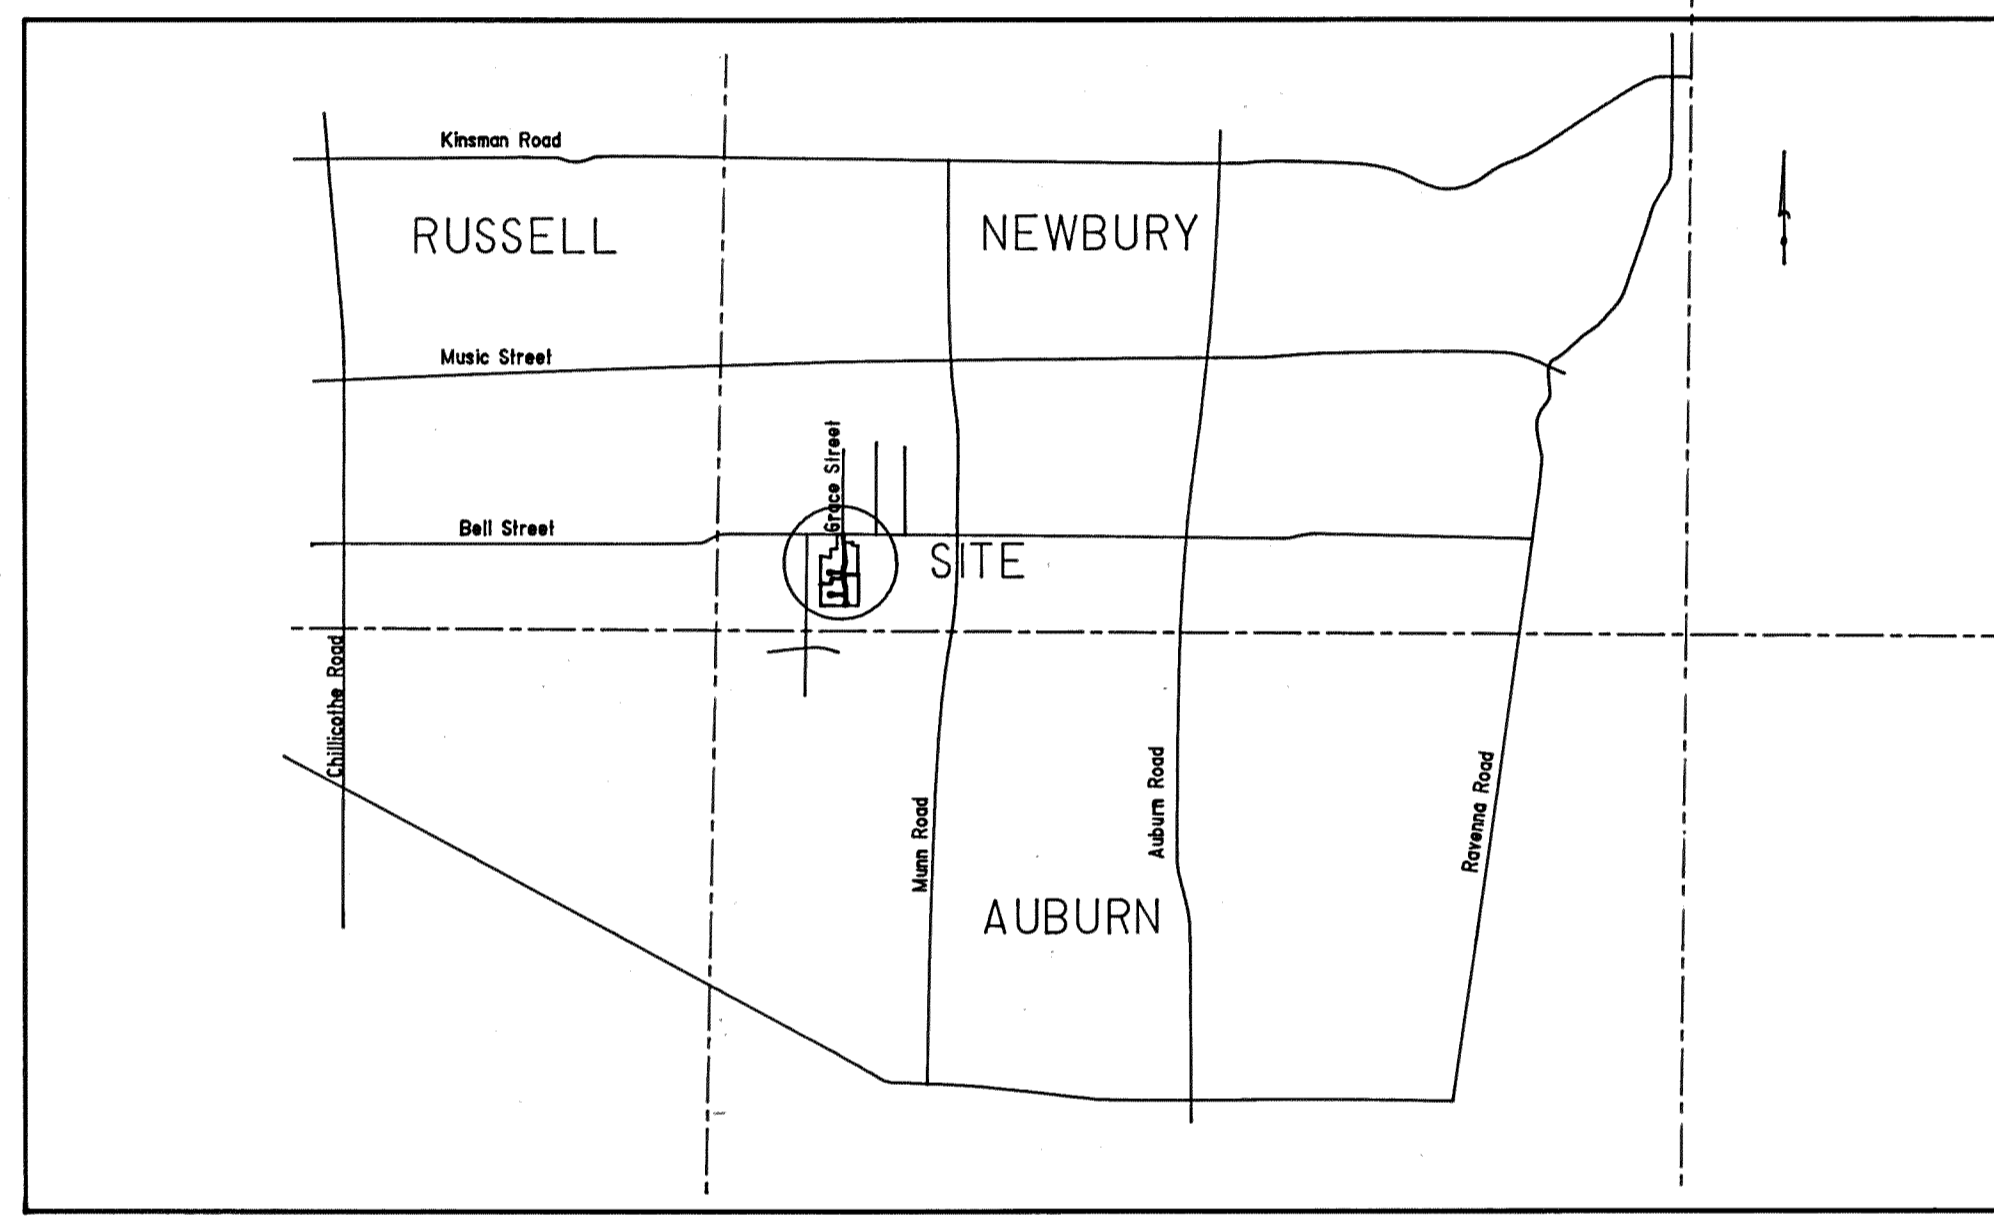 Kinsman Road
RUSSELL
NEWBURY
Music Street
Grace Street
Bell Street
SITE
Chillicothe Road
Munn Road
Auburn Road
Ravenna Road
AUBURN